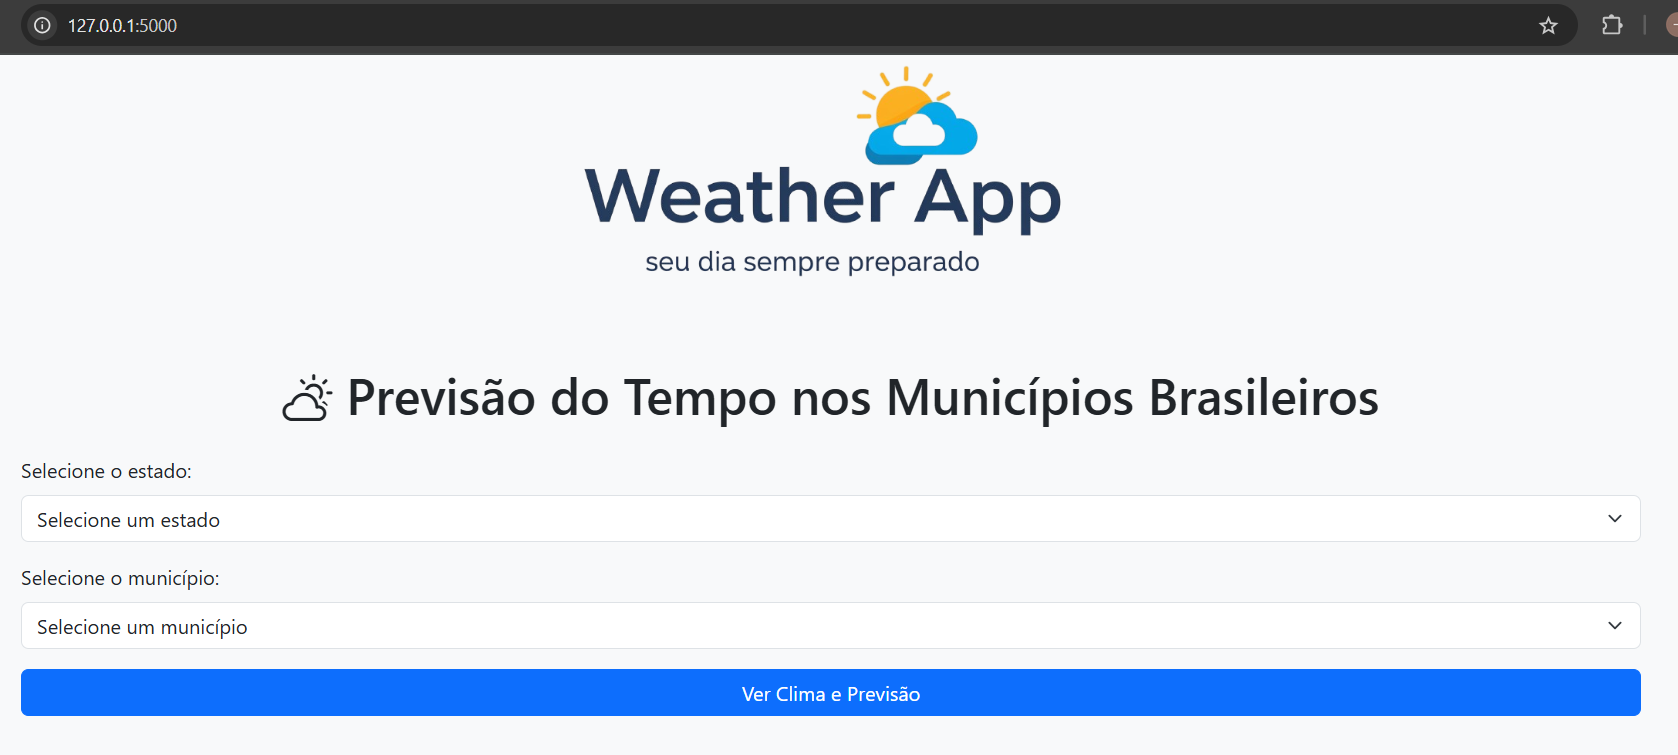 127.0.0.1:5000
Weather App
seu dia sempre preparado
Previsão do Tempo nos Municípios Brasileiros
Selecione o estado:
Selecione um estado
Selecione o município:
Selecione um município
Ver Clima e Previsão